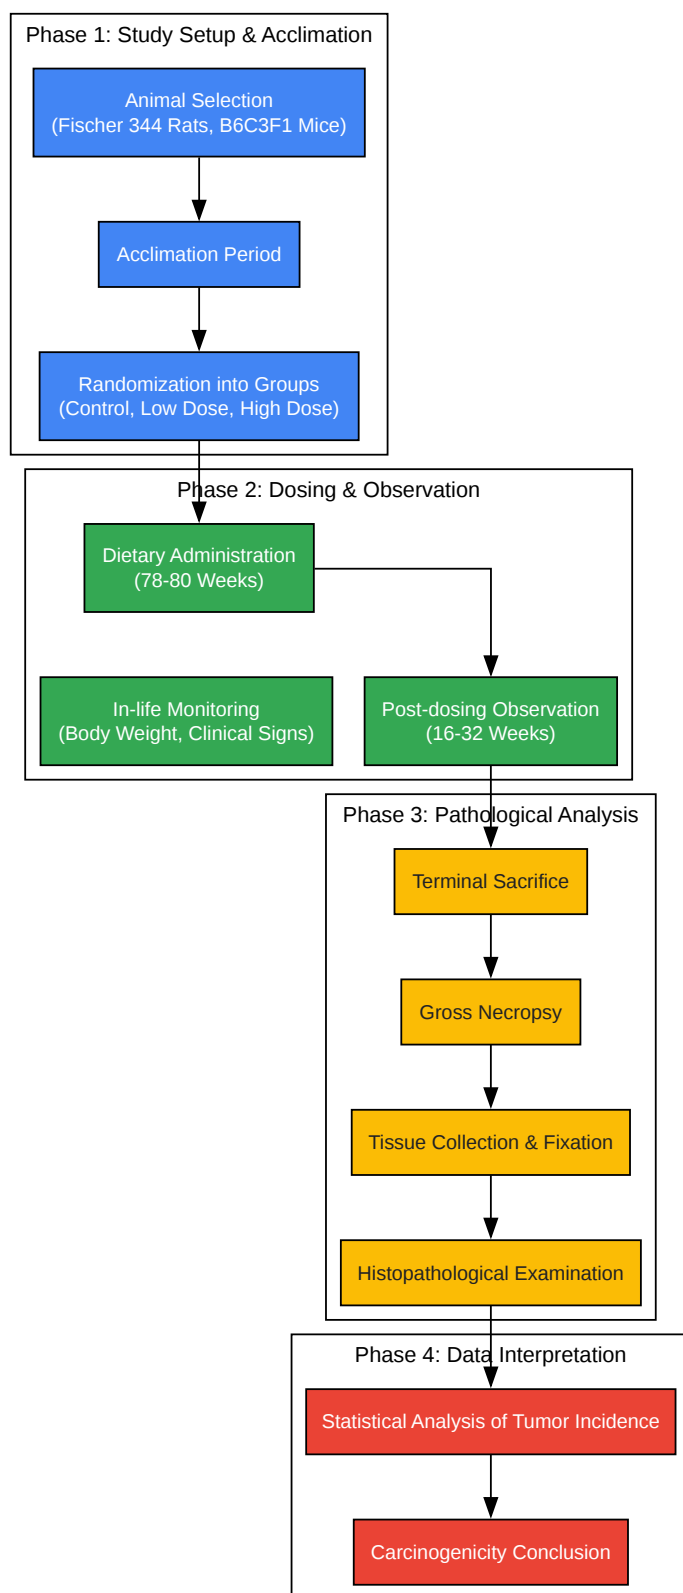 Phase 1: Study Setup & Acclimation
Animal Selection
(Fischer 344 Rats, B6C3F1 Mice)
Acclimation Period
Randomization into Groups
(Control, Low Dose, High Dose)
Phase 2: Dosing & Observation
Dietary Administration
(78-80 Weeks)
In-life Monitoring
(Body Weight, Clinical Signs)
Post-dosing Observation
(16-32 Weeks)
Phase 3: Pathological Analysis
Terminal Sacrifice
Gross Necropsy
Tissue Collection & Fixation
Histopathological Examination
Phase 4: Data Interpretation
Statistical Analysis of Tumor Incidence
Carcinogenicity Conclusion